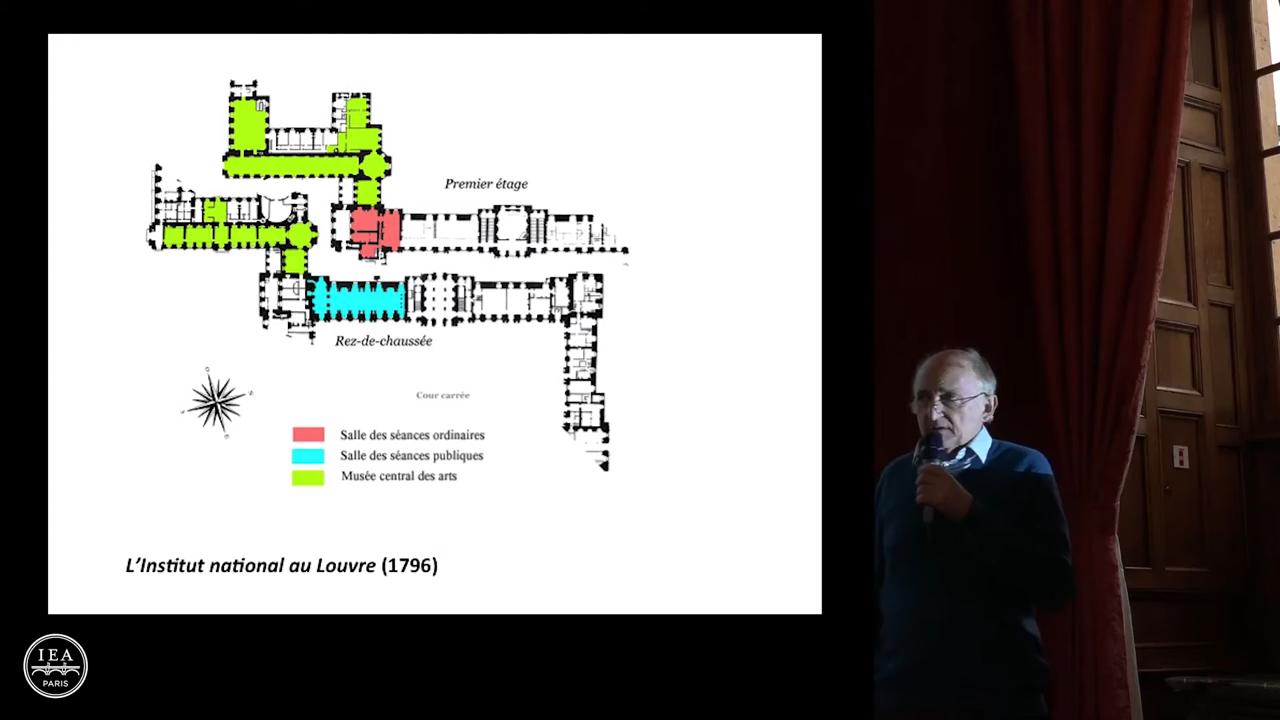 Premier étage
Rez-de-chaussée
Cour carrée
Salle des séances ordinaires
Salle des séances publiques
Musée central des arts
L’Institut national au Louvre (1796)
IEA
PARIS